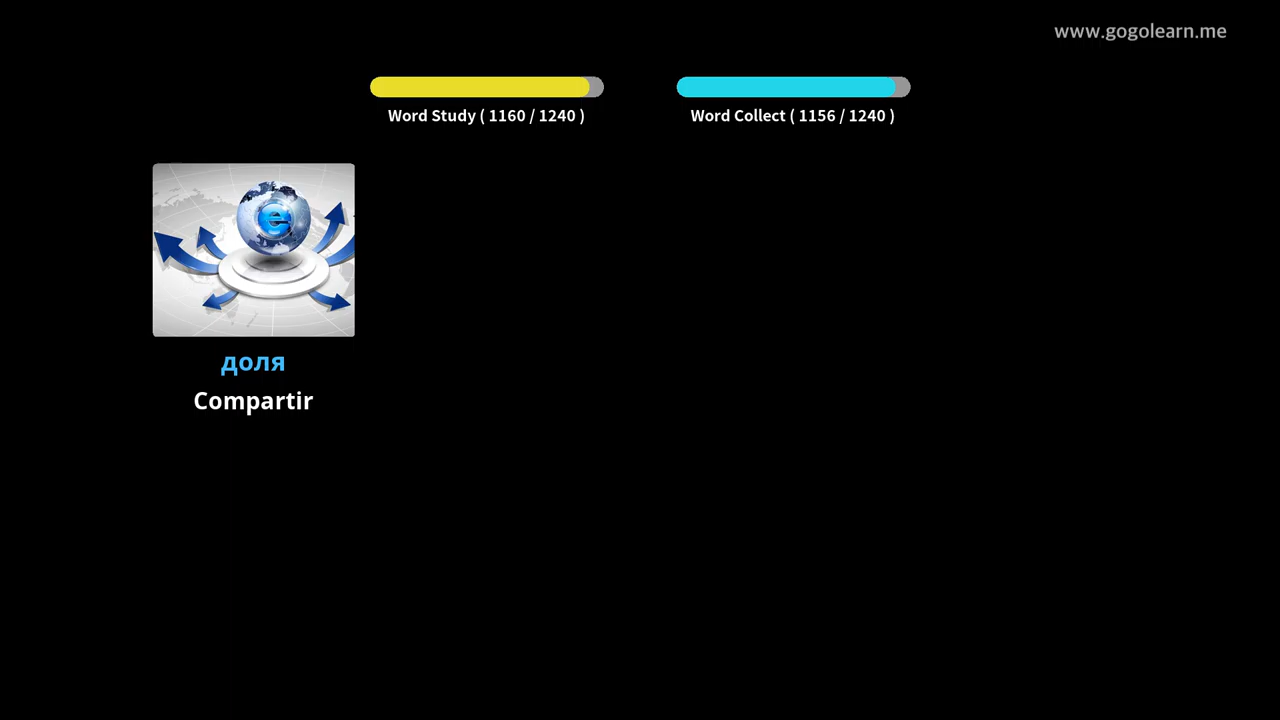 www.gogolearn.me
Word Study ( 1160 / 1240 )
Word Collect ( 1156 / 1240 )
e
доля
Compartir